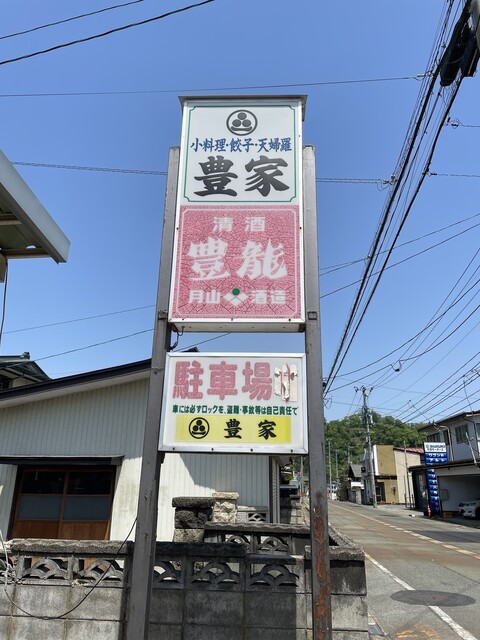 小料理・餃子・天婦羅
豊家
清酒
豊龍
月山 酒造
駐車場
車には必ずロックを、盗難・事故等は自己責任で
豊家